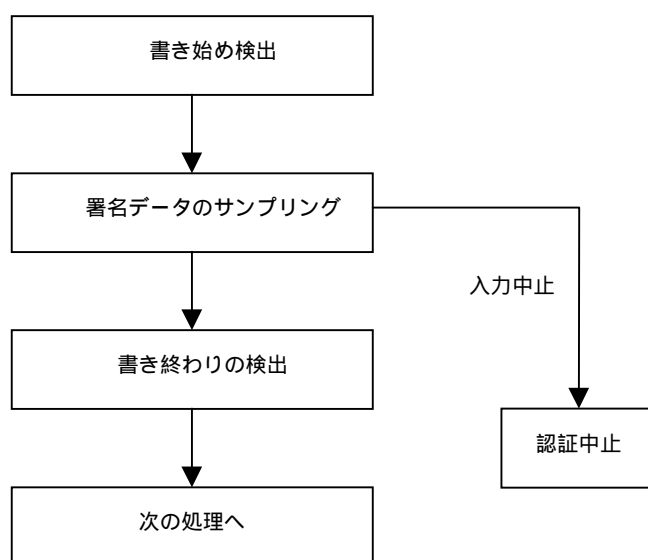 書き始め検出
署名データのサンプリング
入力中止
書き終わりの検出
認証中止
次の処理へ